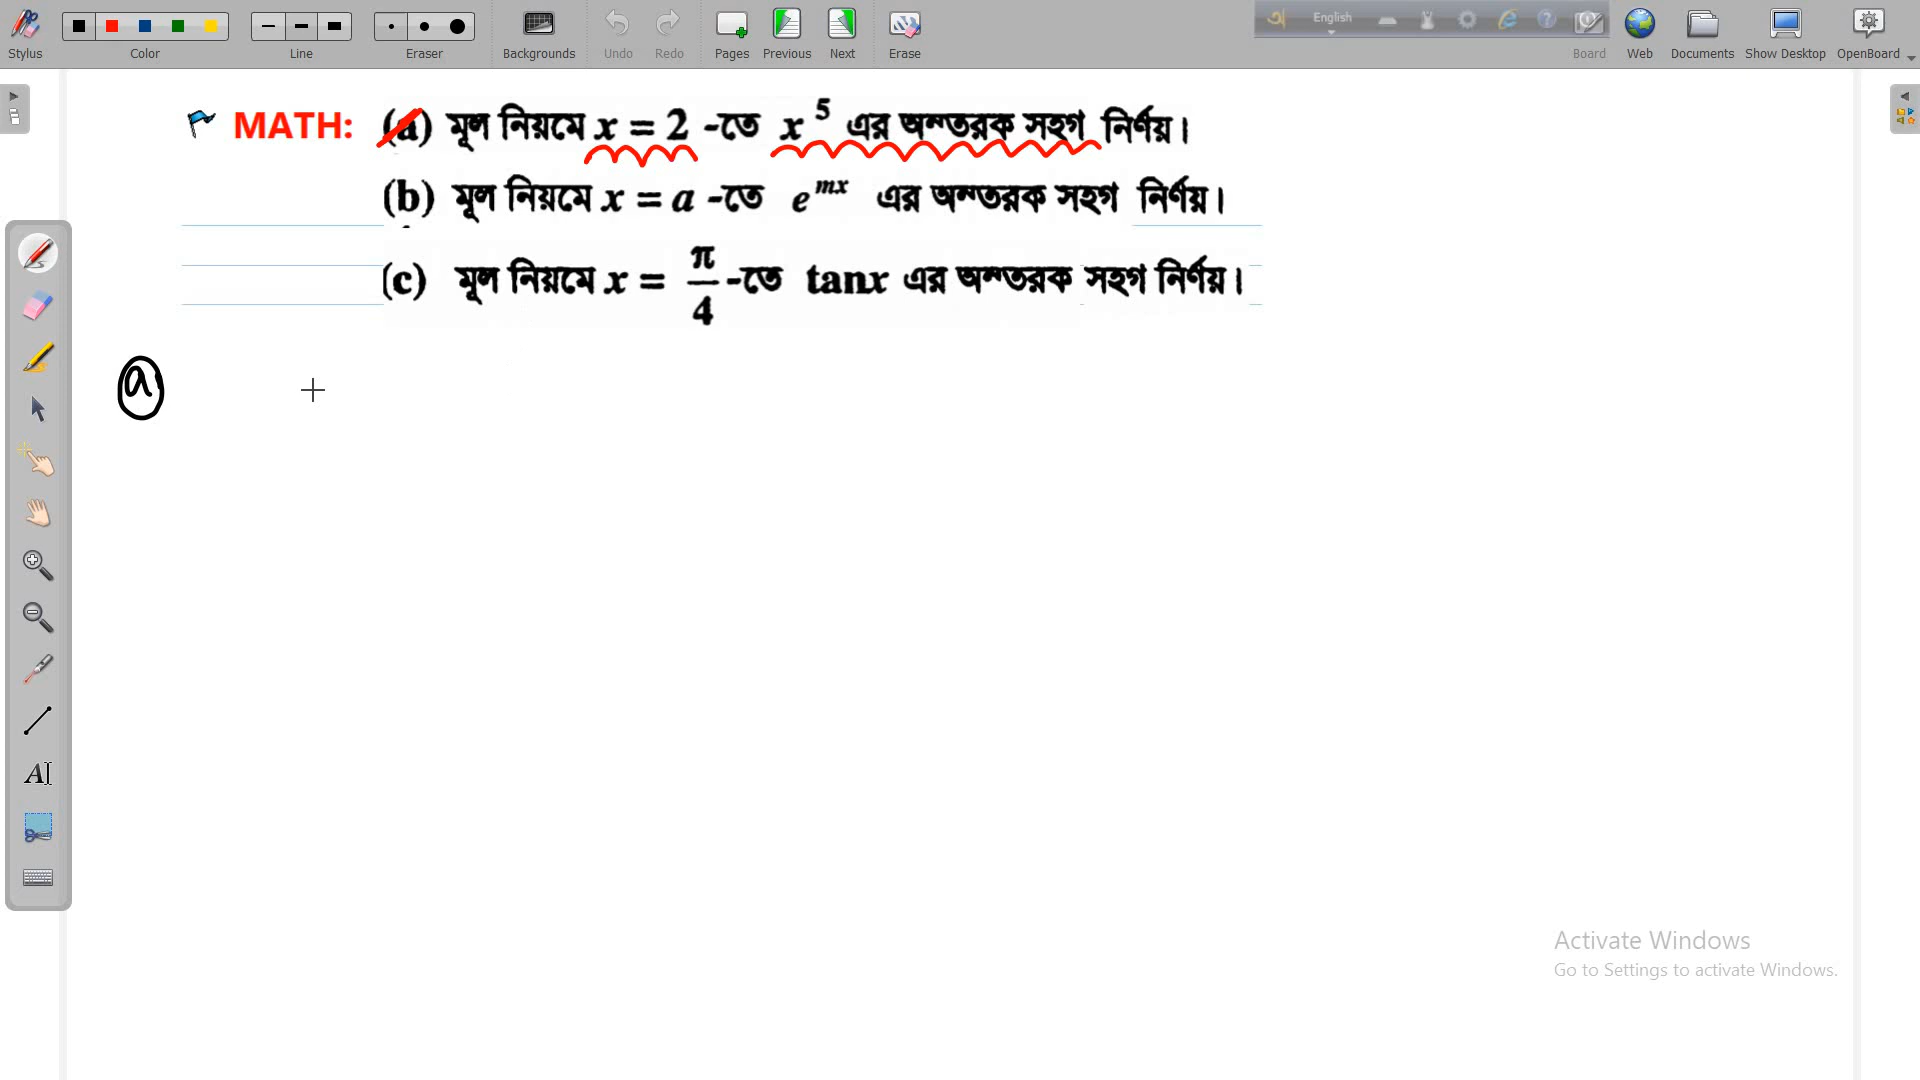 Stylus Color Line Eraser Backgrounds Undo Redo Pages Previous Next Erase English Board Web Documents Show Desktop OpenBoard
MATH: (a) মূল নিয়মে x = 2 -তে x⁵ এর অন্তরক সহগ নির্ণয়।
(b) মূল নিয়মে x = a -তে eᵐˣ এর অন্তরক সহগ নির্ণয়।
(c) মূল নিয়মে x = π/4 -তে tanx এর অন্তরক সহগ নির্ণয়।
a
Activate Windows
Go to Settings to activate Windows.